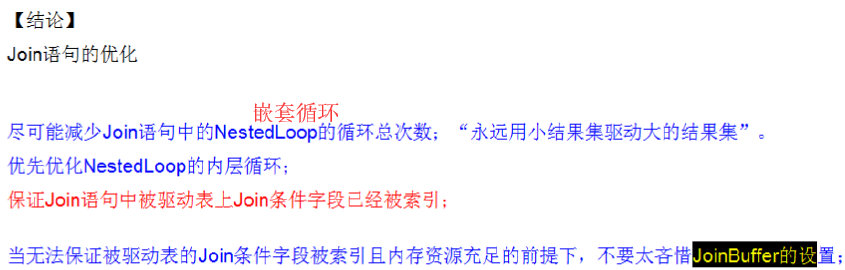 【结论】
Join语句的优化
嵌套循环
尽可能减少Join语句中的NestedLoop的循环总次数；“永远用小结果集驱动大的结果集”。
优先优化NestedLoop的内层循环；
保证Join语句中被驱动表上Join条件字段已经被索引；
当无法保证被驱动表的Join条件字段被索引且内存资源充足的前提下，不要太吝惜JoinBuffer的设置；